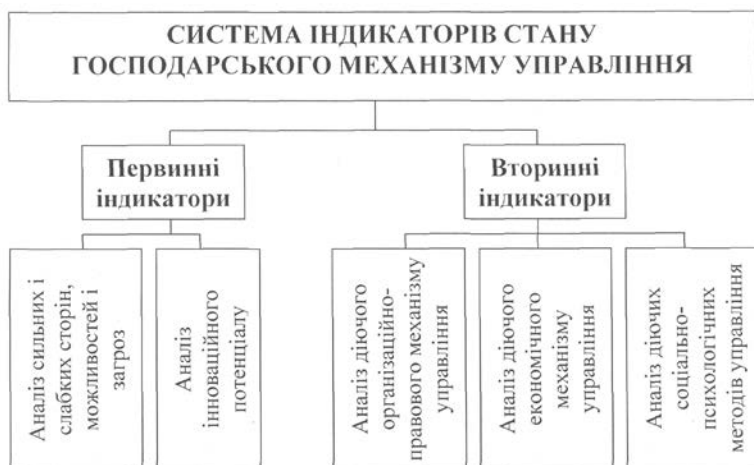 СИСТЕМА ІНДИКАТОРІВ СТАНУ
ГОСПОДАРСЬКОГО МЕХАНІЗМУ УПРАВЛІННЯ
Первинні
індикатори
Вторинні
індикатори
Аналіз сильних і
слабких сторін,
можливостей і
загроз
Аналіз
інноваційного
потенціалу
Аналіз діючого
організаційно-
правового механізму
управління
Аналіз діючого
економічного
механізму
управління
Аналіз діючих
соціально-
психологічних
методів управління